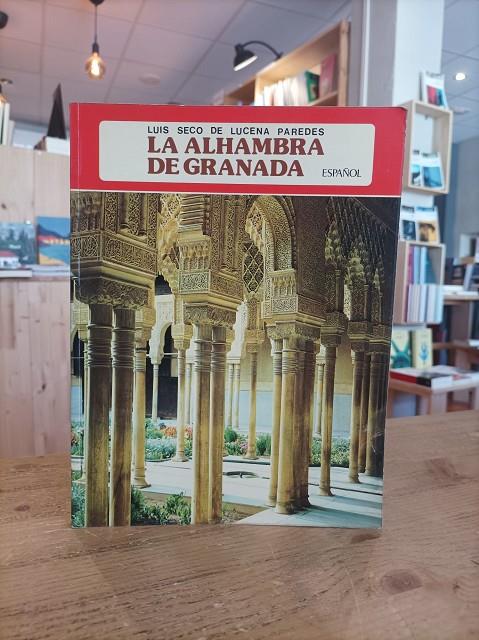 LUIS SECO DE LUCENA PAREDES
LA ALHAMBRA
DE GRANADA
ESPAÑOL